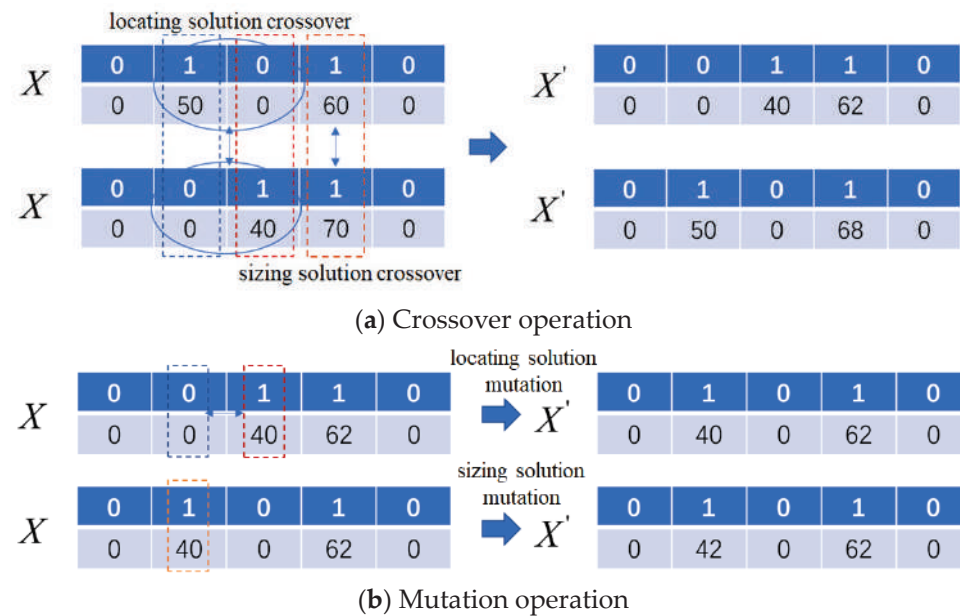 locating solution crossover
X
0 1 0 1 0
0 50 0 60 0
X'
0 0 1 1 0
0 0 40 62 0
X
0 0 1 1 0
0 0 40 70 0
X'
0 1 0 1 0
0 50 0 68 0
sizing solution crossover
(a) Crossover operation
X
0 0 1 1 0
0 0 40 62 0
locating solution
mutation
X'
0 1 0 1 0
0 40 0 62 0
X
0 1 0 1 0
0 40 0 62 0
sizing solution
mutation
X'
0 1 0 1 0
0 42 0 62 0
(b) Mutation operation